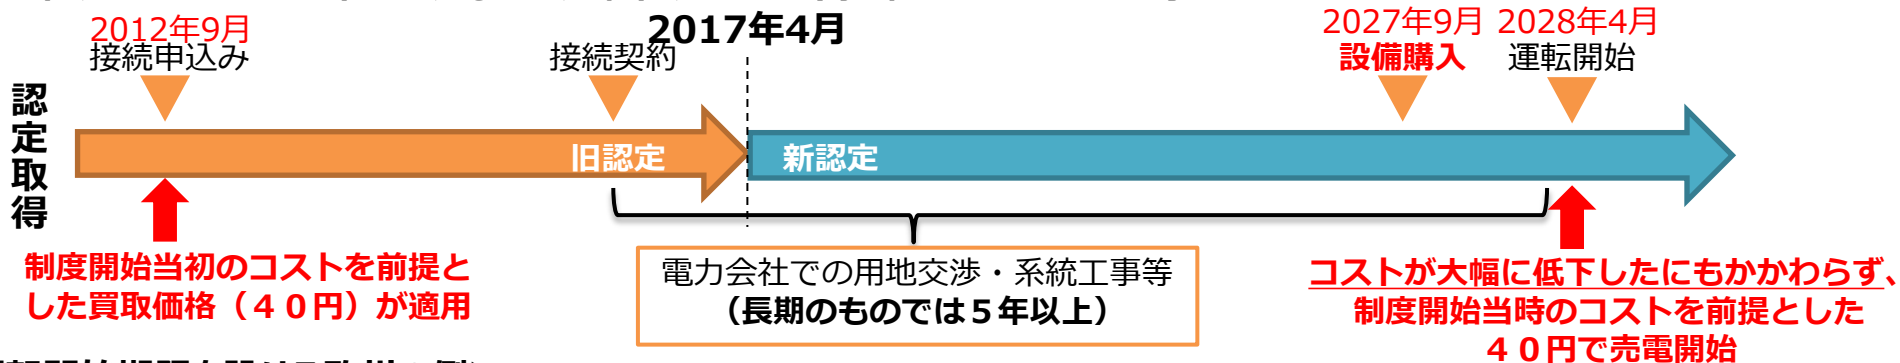 2012年9月
接続申込み
接続契約
2017年4月
2027年9月
設備購入
2028年4月
運転開始
認定取得
旧認定
新認定
制度開始当初のコストを前提と
した買取価格（４０円）が適用
電力会社での用地交渉・系統工事等
（長期のものでは５年以上）
コストが大幅に低下したにもかかわらず、
制度開始当時のコストを前提とした
４０円で売電開始